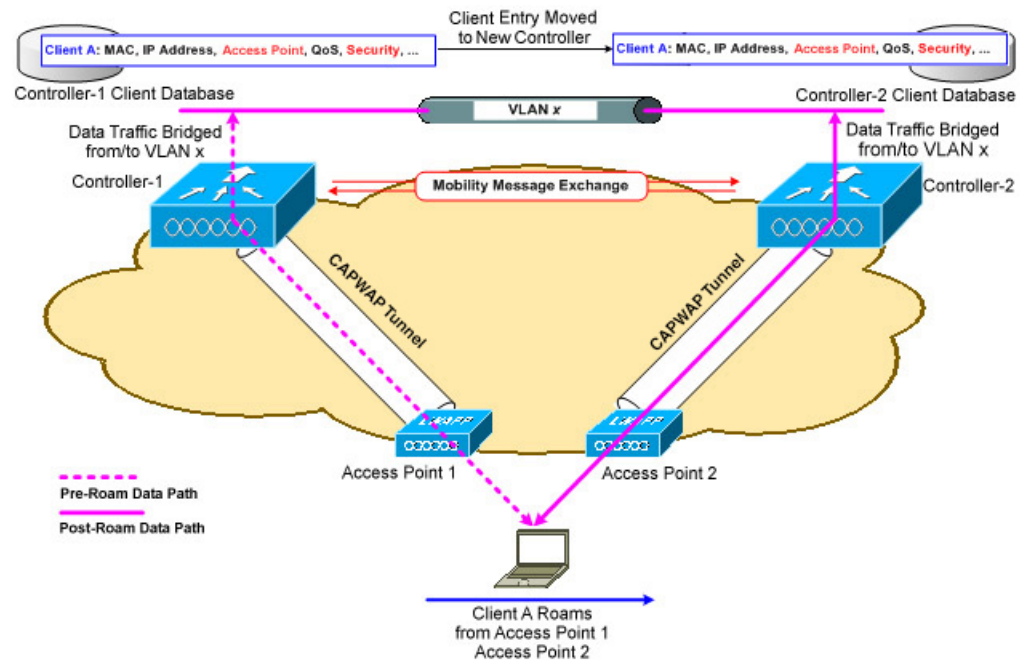 Client Entry Moved
to New Controller
Client A: MAC, IP Address, Access Point, QoS, Security, ...
Client A: MAC, IP Address, Access Point, QoS, Security, ...
Controller-1 Client Database
Controller-2 Client Database
VLAN x
Data Traffic Bridged
from/to VLAN x
Data Traffic Bridged
from/to VLAN x
Controller-1
Mobility Message Exchange
Controller-2
CAPWAP Tunnel
CAPWAP Tunnel
Access Point 1
Access Point 2
Pre-Roam Data Path
Post-Roam Data Path
Client A Roams
from Access Point 1
Access Point 2